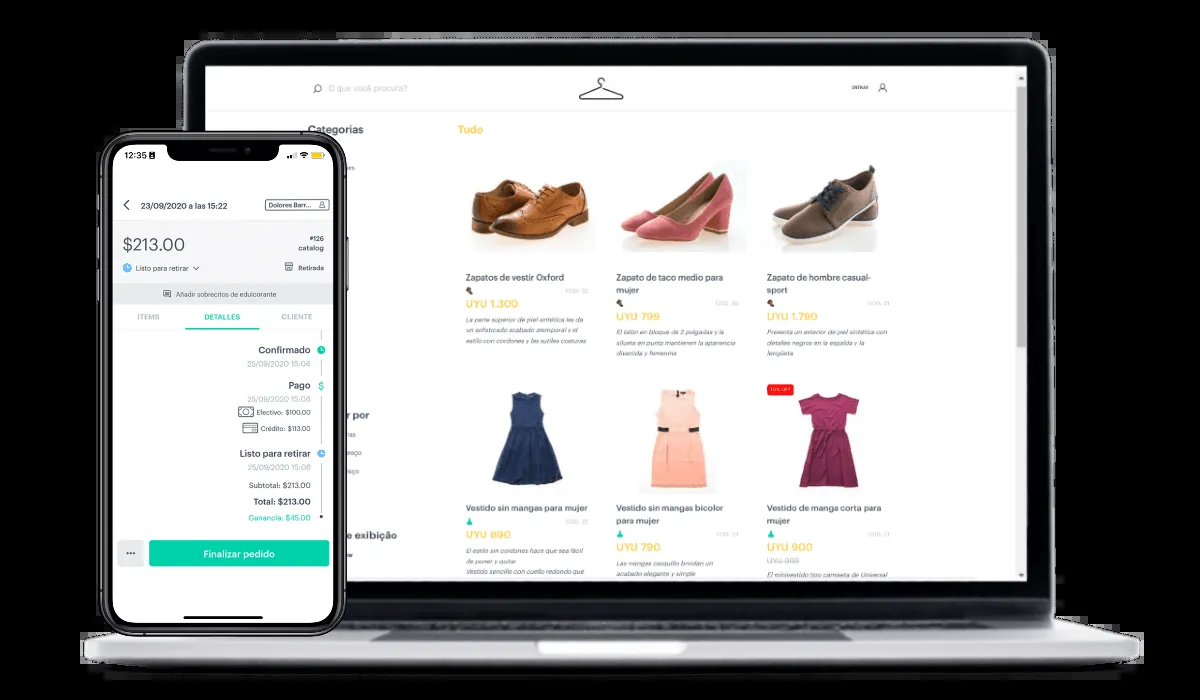 O que você procura?
ENTRAR
Categorias
Tudo
Zapatos de vestir Oxford
UYU 1.300
La parte superior de piel sintética les da
un sofisticado acabado atemporal y el
estilo con cordones y las sutiles costuras
Zapato de taco medio para
mujer
UYU 799
El talón en bloque de 2 pulgadas y la
silueta en punta mantienen la apariencia
divertida y femenina
Zapato de hombre casual-
sport
UYU 1.790
Presenta un exterior de piel sintética con
detalles negros en la espalda y la
lengüeta
r por
e exibição
Vestido sin mangas para mujer
UYU 890
El estilo sin cordones hace que sea fácil
de poner y quitar
Vestido sencillo con cuello redondo que
Vestido sin mangas bicolor
para mujer
UYU 790
Las mangas casquillo brindan un
acabado elegante y simple
10% OFF
Vestido de manga corta para
mujer
UYU 900
UYU 990
El minivestido tipo camiseta de Universal
12:35
23/09/2020 a las 15:22
Dolores Barr...
$213.00
#126
catalog
Listo para retirar
Retirada
Añadir sobrecitos de edulcorante
ITEMS
DETALLES
CLIENTE
Confirmado
25/09/2020 15:06
Pago
25/09/2020 15:06
Efectivo: $100.00
Crédito: $113.00
Listo para retirar
25/09/2020 15:06
Subtotal: $213.00
Total: $213.00
Ganancia: $45.00
Finalizar pedido